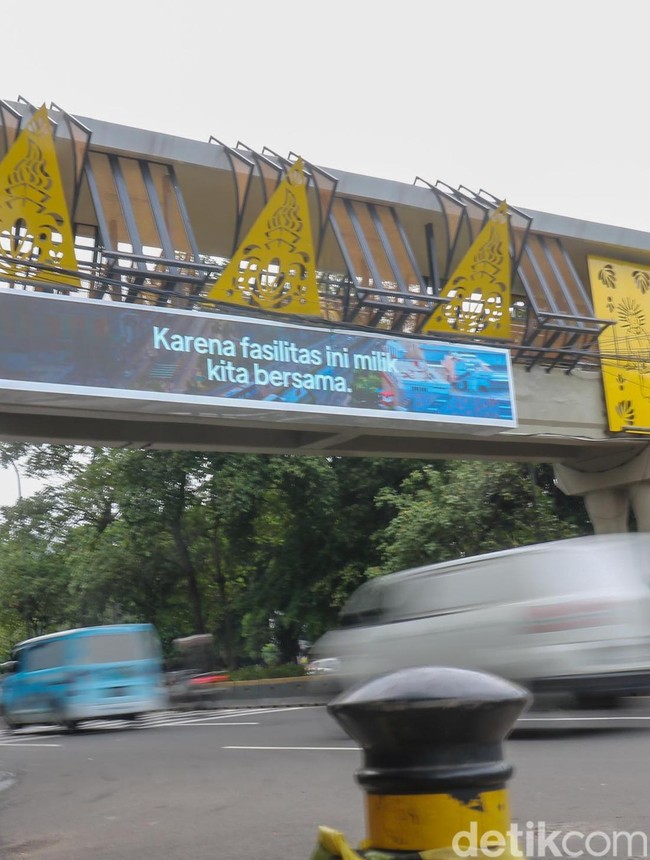 Karena fasilitas ini milik
kita bersama.
detikcom